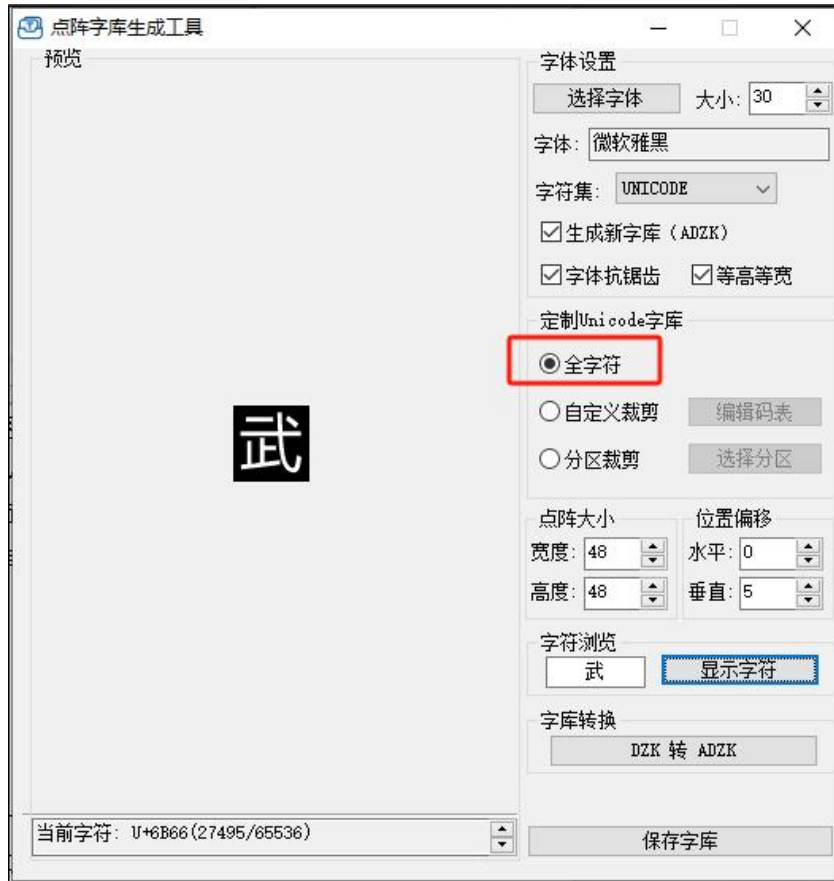 点阵字库生成工具
预览
武
当前字符: U+6B66(27495/65536)
字体设置
选择字体 大小: 30
字体: 微软雅黑
字符集: UNICODE
生成新字库（ADZK）
字体抗锯齿 等高等宽
定制Unicode字库
全字符
自定义裁剪 编辑码表
分区裁剪 选择分区
点阵大小 位置偏移
宽度: 48 水平: 0
高度: 48 垂直: 5
字符浏览
武 显示字符
字库转换
DZK 转 ADZK
保存字库